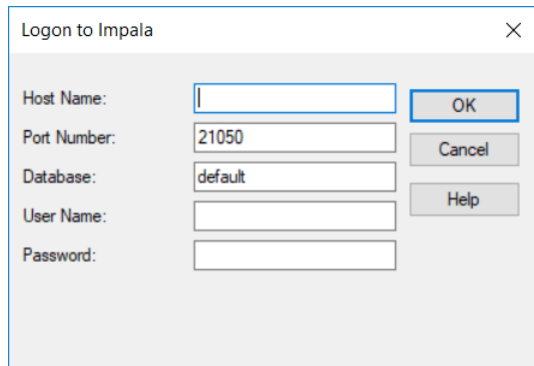 Logon to Impala
Host Name:
OK
Port Number: 21050
Cancel
Database: default
Help
User Name:
Password: